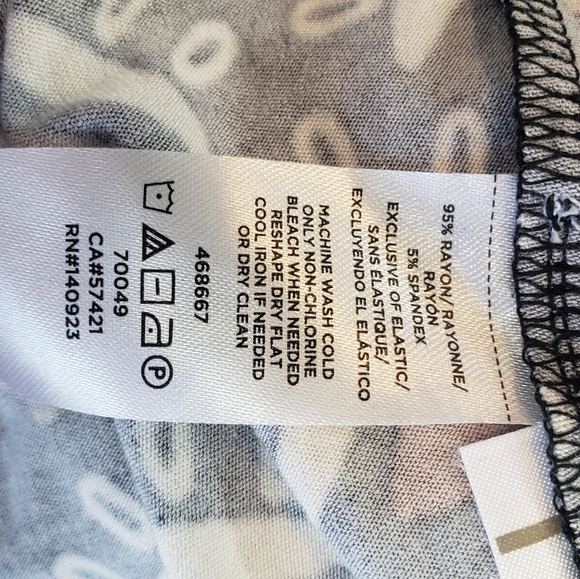 95% RAYON/ RAYONNE/
RAYÓN
5% SPANDEX
EXCLUSIVE OF ELASTIC/
SANS ÉLASTIQUE/
EXCLUYENDO EL ELÁSTICO
MACHINE WASH COLD
ONLY NON-CHLORINE
BLEACH WHEN NEEDED
RESHAPE DRY FLAT
COOL IRON IF NEEDED
OR DRY CLEAN
468667
P
70049
CA#57421
RN#140923